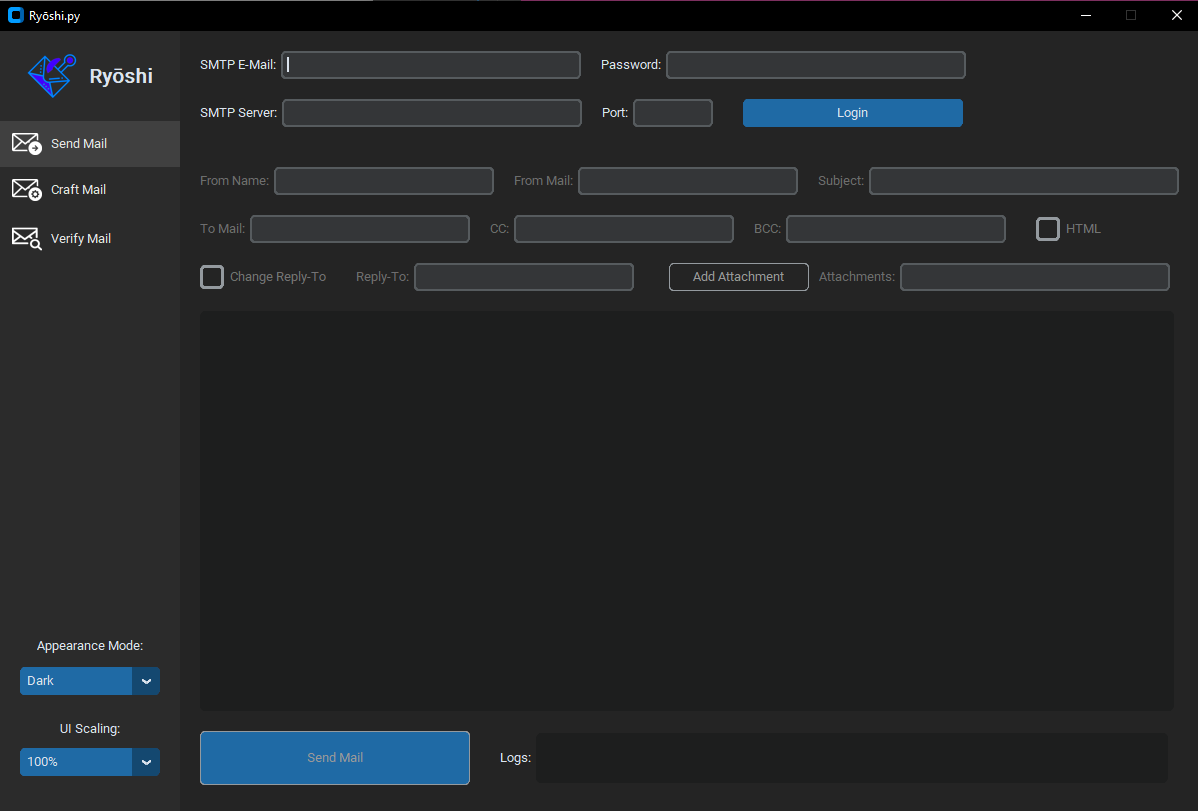 Ryōshi.py
Ryōshi
SMTP E-Mail:
Password:
SMTP Server:
Port:
Login
Send Mail
Craft Mail
Verify Mail
From Name:
From Mail:
Subject:
To Mail:
CC:
BCC:
HTML
Change Reply-To
Reply-To:
Add Attachment
Attachments:
Appearance Mode:
Dark
UI Scaling:
100%
Send Mail
Logs: